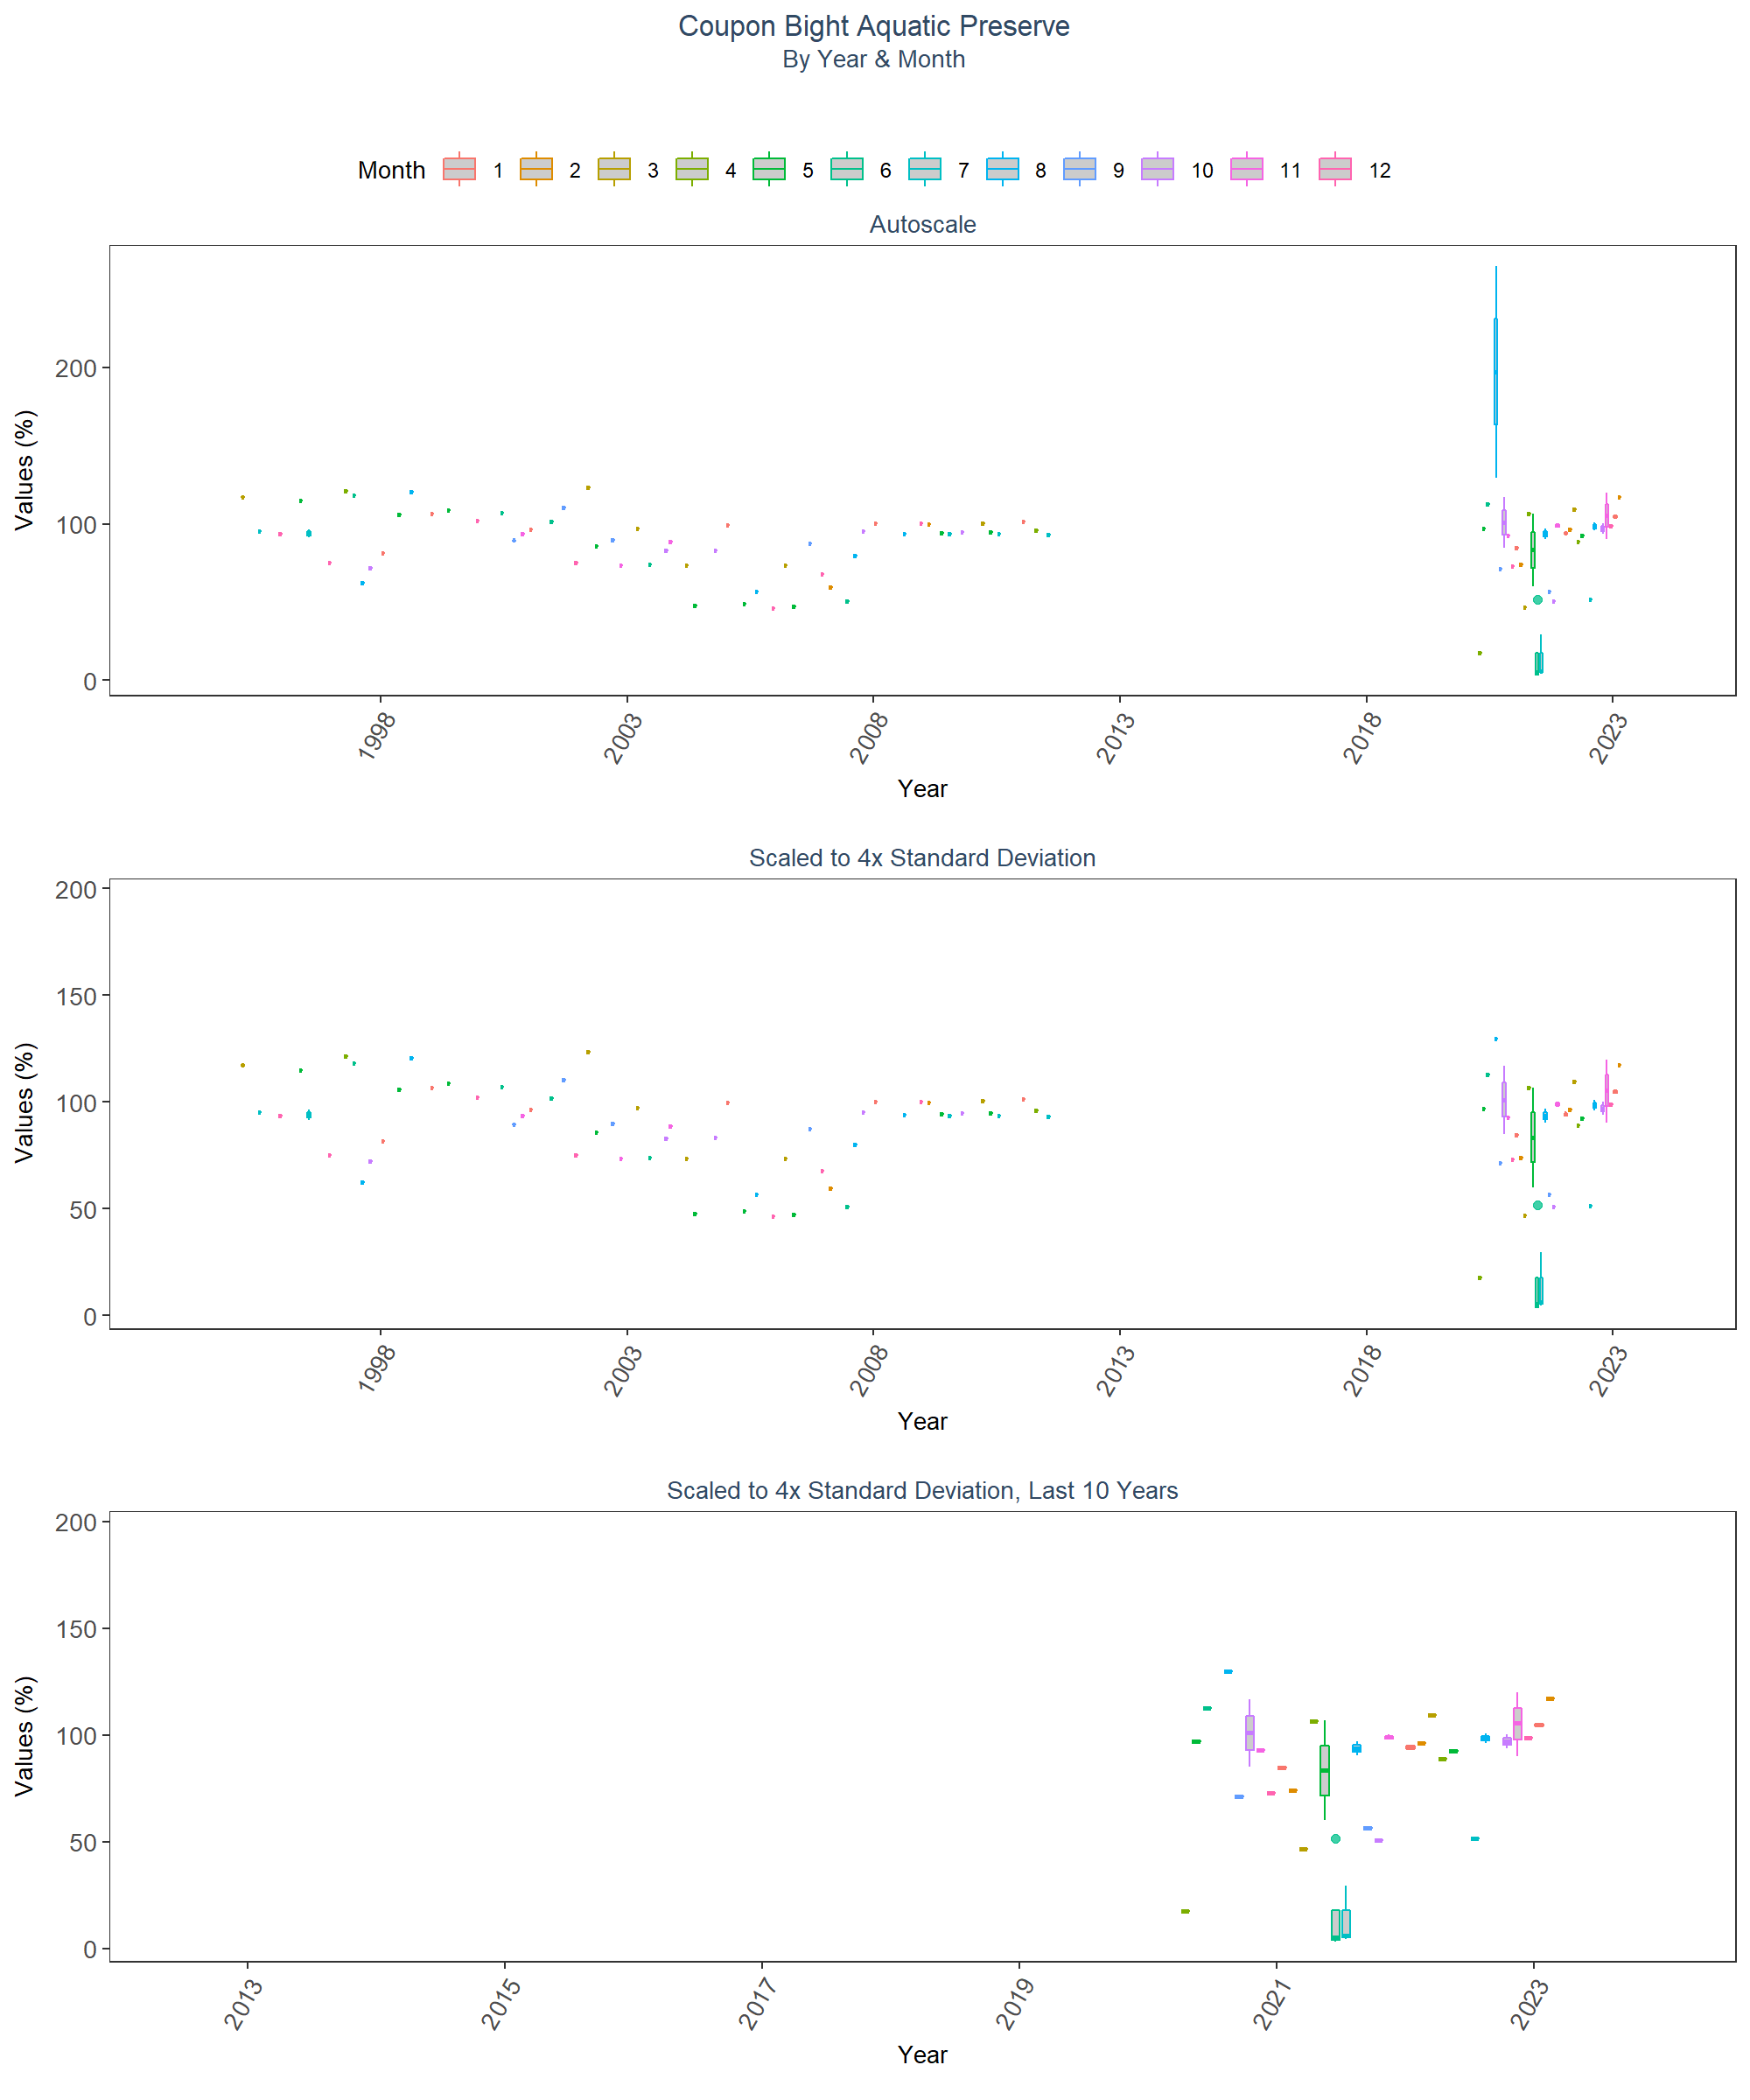 Coupon Bight Aquatic Preserve
By Year & Month
Month 1 2 3 4 5 6 7 8 9 10 11 12
Autoscale
Values (%)
200
100
0
1998 2003 2008 2013 2018 2023
Year
Scaled to 4x Standard Deviation
Values (%)
200
150
100
50
0
1998 2003 2008 2013 2018 2023
Year
Scaled to 4x Standard Deviation, Last 10 Years
Values (%)
200
150
100
50
0
2013 2015 2017 2019 2021 2023
Year